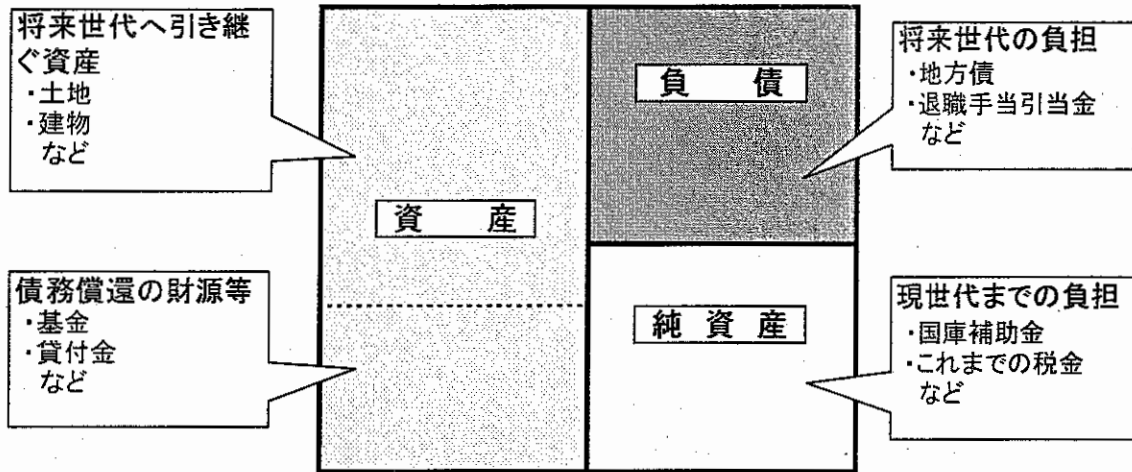 将来世代へ引き継
ぐ資産
・土地
・建物
など
債務償還の財源等
・基金
・貸付金
など
資　産
負　債
純 資 産
将来世代の負担
・地方債
・退職手当引当金
など
現世代までの負担
・国庫補助金
・これまでの税金
など